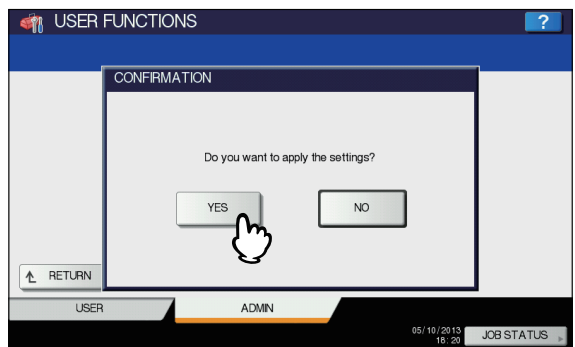 USER FUNCTIONS
?
CONFIRMATION
Do you want to apply the settings?
YES
NO
RETURN
USER
ADMIN
05/10/2013
18:20
JOB STATUS